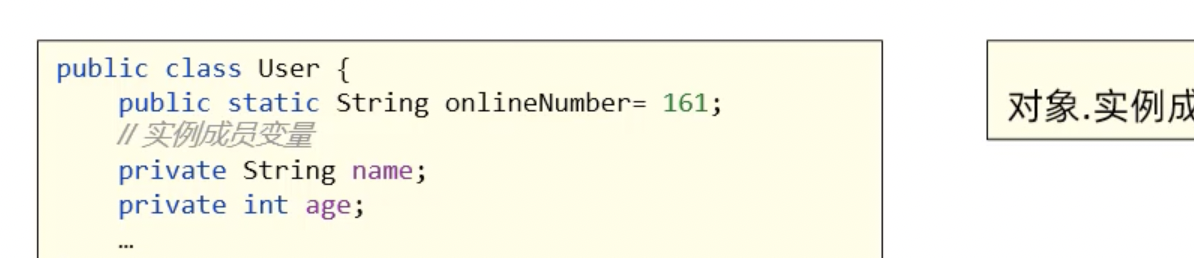 public class User {
public static String onlineNumber= 161;
// 实例成员变量
private String name;
private int age;
…
对象.实例成